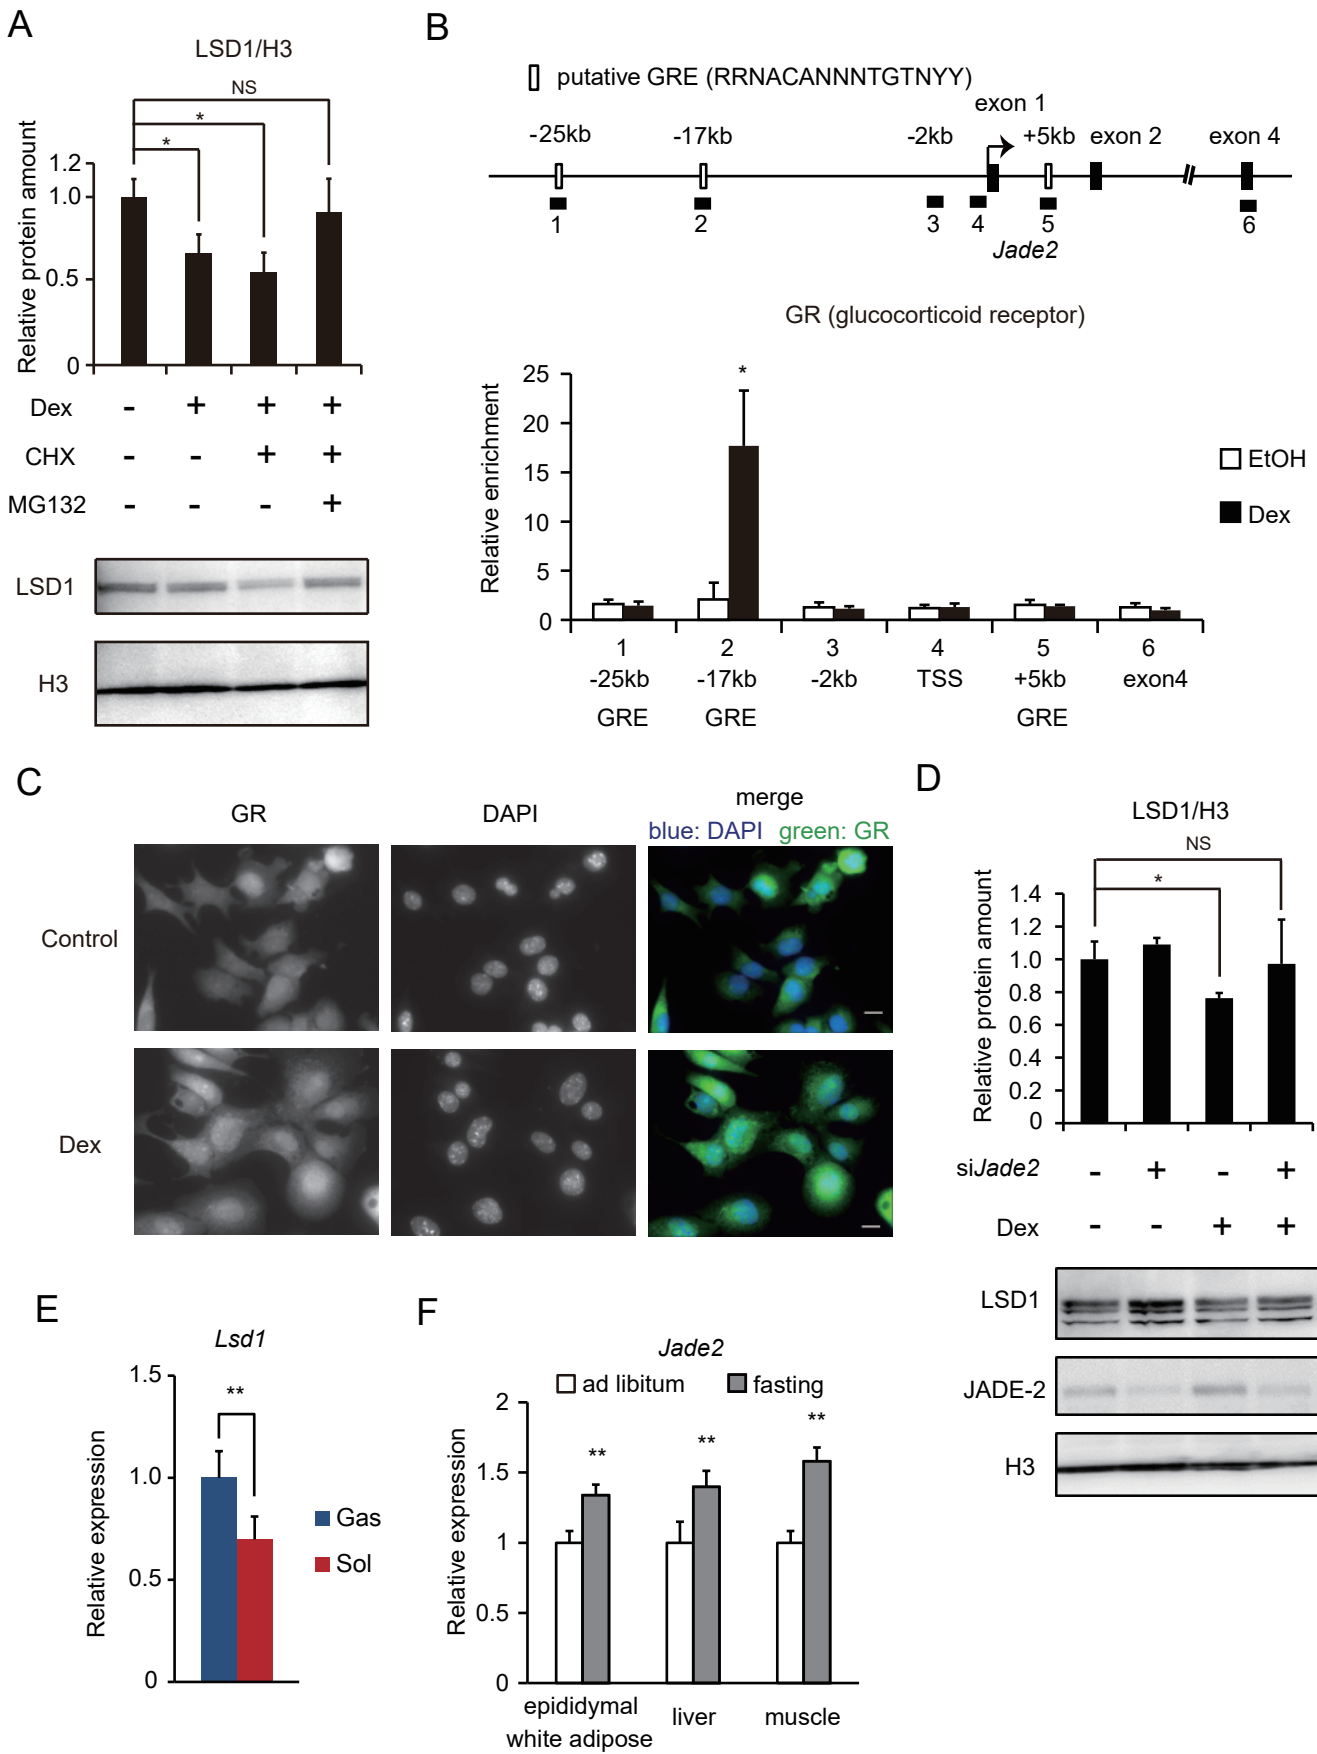 A
LSD1/H3
NS
*
*
Relative protein amount
1.2
1.0
0.5
0
Dex - + + +
CHX - - + +
MG132 - - - +
LSD1
H3
B
putative GRE (RRNACANNNTGTNYY)
exon 1
-25kb -17kb -2kb +5kb exon 2 exon 4
1 2 3 4 5 6
Jade2
GR (glucocorticoid receptor)
Relative enrichment
25
20
15
10
5
0
*
EtOH
Dex
1 2 3 4 5 6
-25kb -17kb -2kb TSS +5kb exon4
GRE GRE GRE
C
GR DAPI merge
blue: DAPI green: GR
Control
Dex
D
LSD1/H3
NS
*
Relative protein amount
1.4
1.2
1.0
0.8
0.6
0.4
0.2
0
siJade2 - + - +
Dex - - + +
LSD1
JADE-2
H3
E
Lsd1
Relative expression
1.5
1.0
0.5
0
**
Gas
Sol
F
Jade2
ad libitum fasting
Relative expression
2
1.5
1
0.5
0
** ** **
epididymal
white adipose
liver
muscle